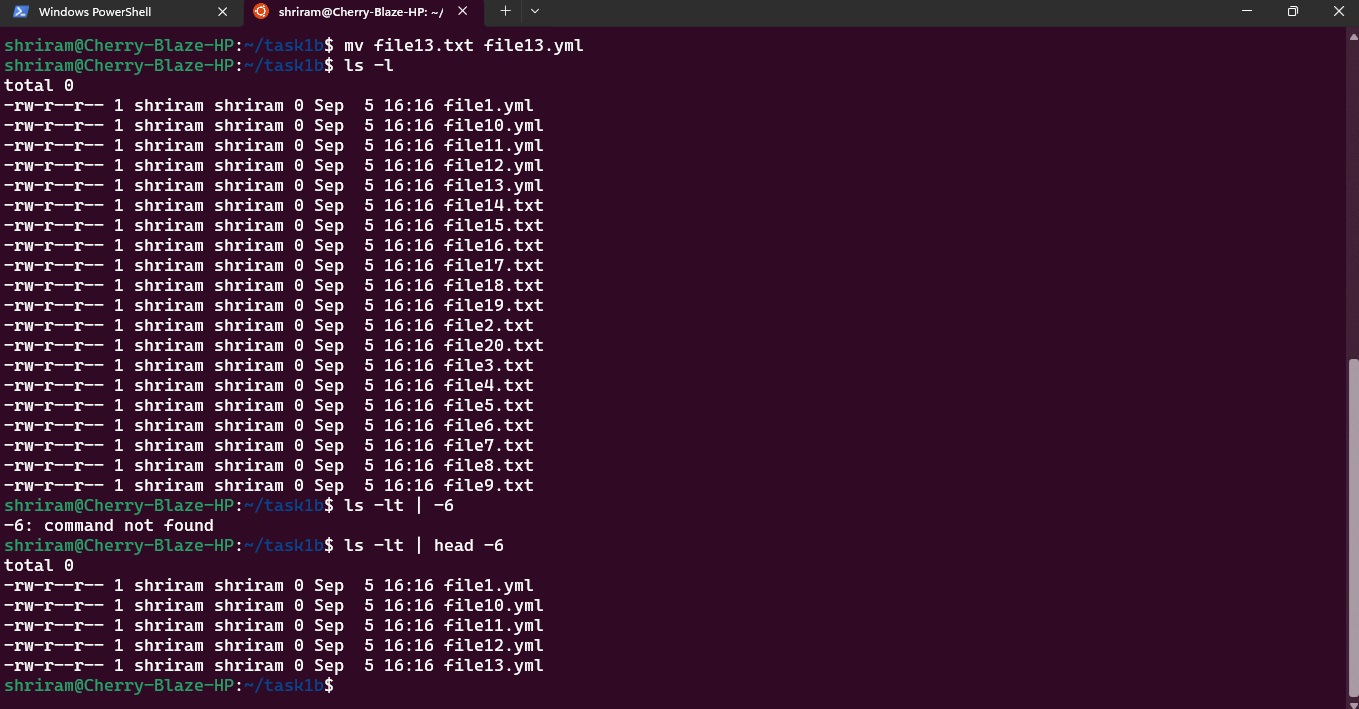 Windows PowerShell
shriram@Cherry-Blaze-HP: ~/
shriram@Cherry-Blaze-HP:~/task1b$ mv file13.txt file13.yml
shriram@Cherry-Blaze-HP:~/task1b$ ls -l
total 0
-rw-r--r-- 1 shriram shriram 0 Sep  5 16:16 file1.yml
-rw-r--r-- 1 shriram shriram 0 Sep  5 16:16 file10.yml
-rw-r--r-- 1 shriram shriram 0 Sep  5 16:16 file11.yml
-rw-r--r-- 1 shriram shriram 0 Sep  5 16:16 file12.yml
-rw-r--r-- 1 shriram shriram 0 Sep  5 16:16 file13.yml
-rw-r--r-- 1 shriram shriram 0 Sep  5 16:16 file14.txt
-rw-r--r-- 1 shriram shriram 0 Sep  5 16:16 file15.txt
-rw-r--r-- 1 shriram shriram 0 Sep  5 16:16 file16.txt
-rw-r--r-- 1 shriram shriram 0 Sep  5 16:16 file17.txt
-rw-r--r-- 1 shriram shriram 0 Sep  5 16:16 file18.txt
-rw-r--r-- 1 shriram shriram 0 Sep  5 16:16 file19.txt
-rw-r--r-- 1 shriram shriram 0 Sep  5 16:16 file2.txt
-rw-r--r-- 1 shriram shriram 0 Sep  5 16:16 file20.txt
-rw-r--r-- 1 shriram shriram 0 Sep  5 16:16 file3.txt
-rw-r--r-- 1 shriram shriram 0 Sep  5 16:16 file4.txt
-rw-r--r-- 1 shriram shriram 0 Sep  5 16:16 file5.txt
-rw-r--r-- 1 shriram shriram 0 Sep  5 16:16 file6.txt
-rw-r--r-- 1 shriram shriram 0 Sep  5 16:16 file7.txt
-rw-r--r-- 1 shriram shriram 0 Sep  5 16:16 file8.txt
-rw-r--r-- 1 shriram shriram 0 Sep  5 16:16 file9.txt
shriram@Cherry-Blaze-HP:~/task1b$ ls -lt | -6
-6: command not found
shriram@Cherry-Blaze-HP:~/task1b$ ls -lt | head -6
total 0
-rw-r--r-- 1 shriram shriram 0 Sep  5 16:16 file1.yml
-rw-r--r-- 1 shriram shriram 0 Sep  5 16:16 file10.yml
-rw-r--r-- 1 shriram shriram 0 Sep  5 16:16 file11.yml
-rw-r--r-- 1 shriram shriram 0 Sep  5 16:16 file12.yml
-rw-r--r-- 1 shriram shriram 0 Sep  5 16:16 file13.yml
shriram@Cherry-Blaze-HP:~/task1b$